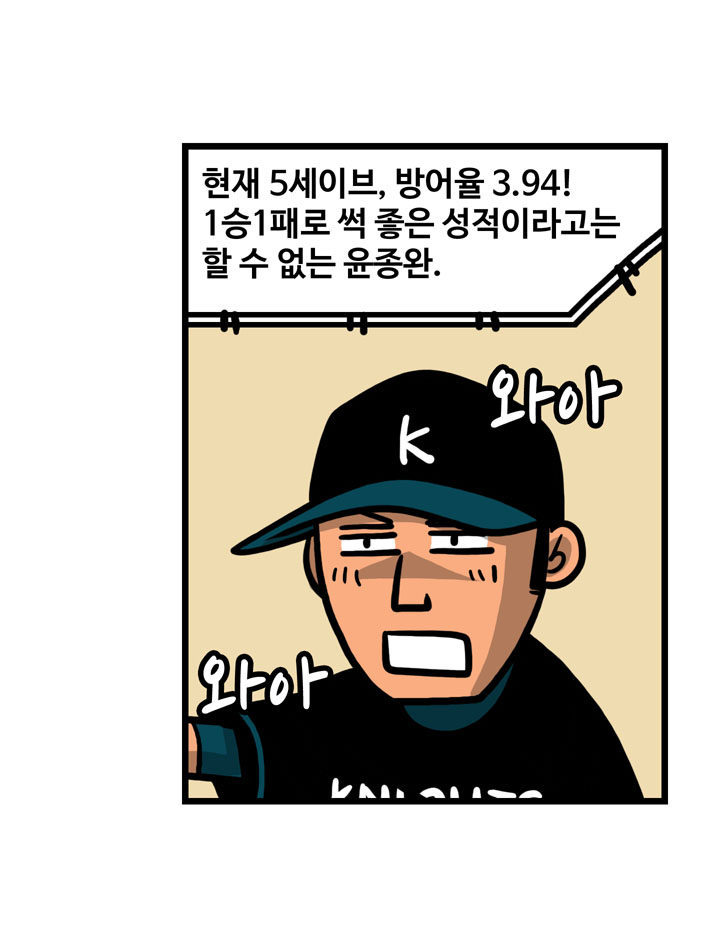 현재 5세이브, 방어율 3.94!
1승1패로 썩 좋은 성적이라고는
할 수 없는 윤종완.
와아
K
와아
KNIGHTS